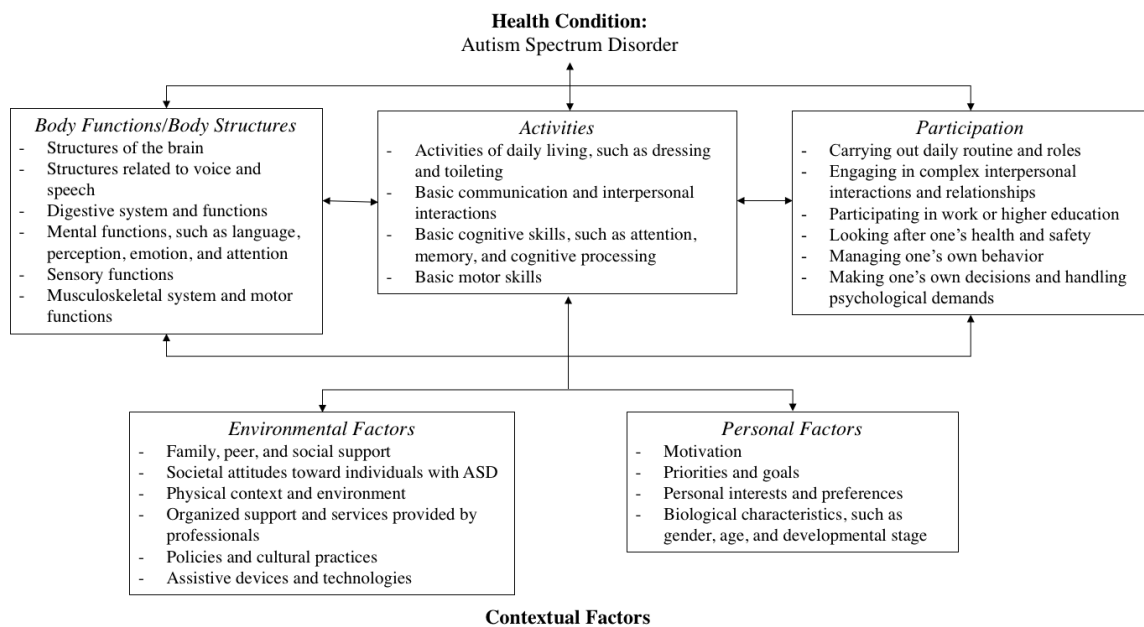 Health Condition:
Autism Spectrum Disorder
Body Functions/Body Structures
- Structures of the brain
- Structures related to voice and
speech
- Digestive system and functions
- Mental functions, such as language,
perception, emotion, and attention
- Sensory functions
- Musculoskeletal system and motor
functions
Activities
- Activities of daily living, such as dressing
and toileting
- Basic communication and interpersonal
interactions
- Basic cognitive skills, such as attention,
memory, and cognitive processing
- Basic motor skills
Participation
- Carrying out daily routine and roles
- Engaging in complex interpersonal
interactions and relationships
- Participating in work or higher education
- Looking after one’s health and safety
- Managing one’s own behavior
- Making one’s own decisions and handling
psychological demands
Environmental Factors
- Family, peer, and social support
- Societal attitudes toward individuals with ASD
- Physical context and environment
- Organized support and services provided by
professionals
- Policies and cultural practices
- Assistive devices and technologies
Personal Factors
- Motivation
- Priorities and goals
- Personal interests and preferences
- Biological characteristics, such as
gender, age, and developmental stage
Contextual Factors